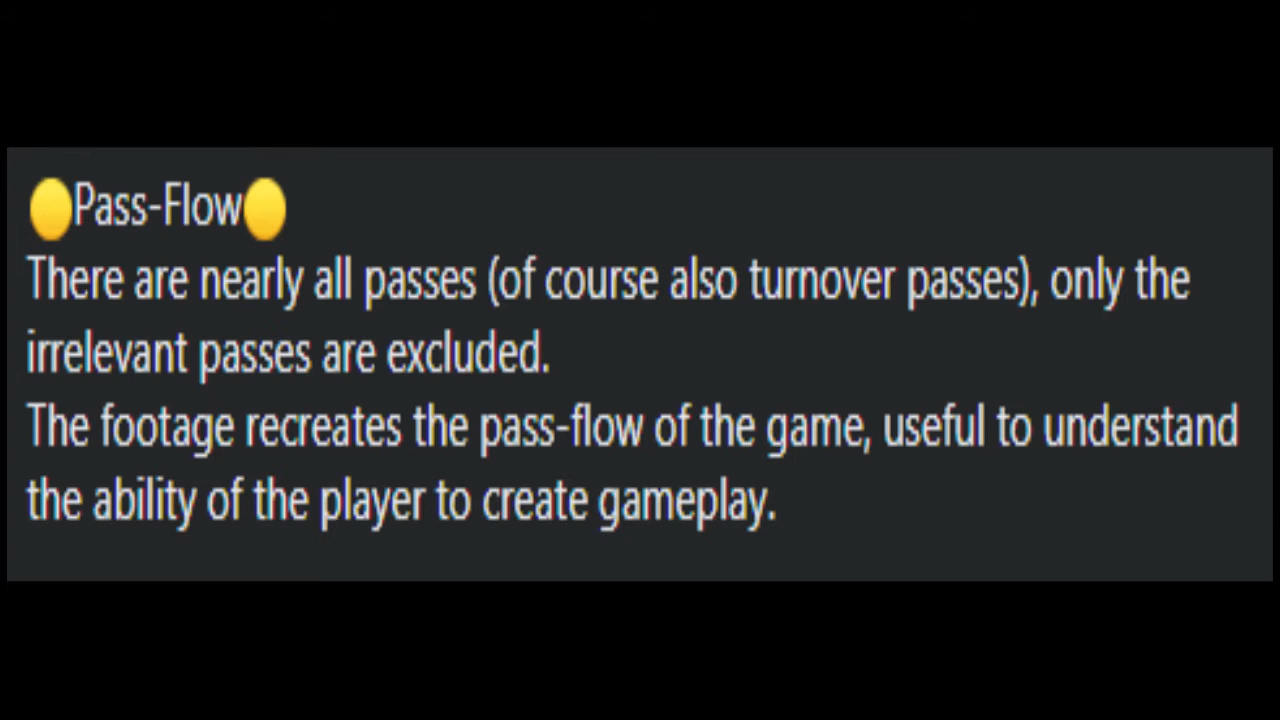 🟡Pass-Flow🟡
There are nearly all passes (of course also turnover passes), only the
irrelevant passes are excluded.
The footage recreates the pass-flow of the game, useful to understand
the ability of the player to create gameplay.